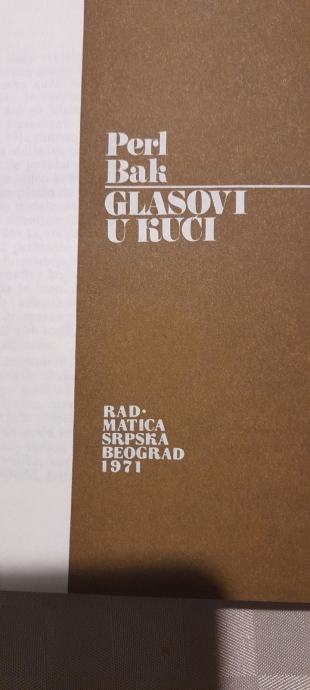 Perl
Bak
GLASOVI
U KUĆI
RAD·
MATICA
SRPSKA
BEOGRAD
1971